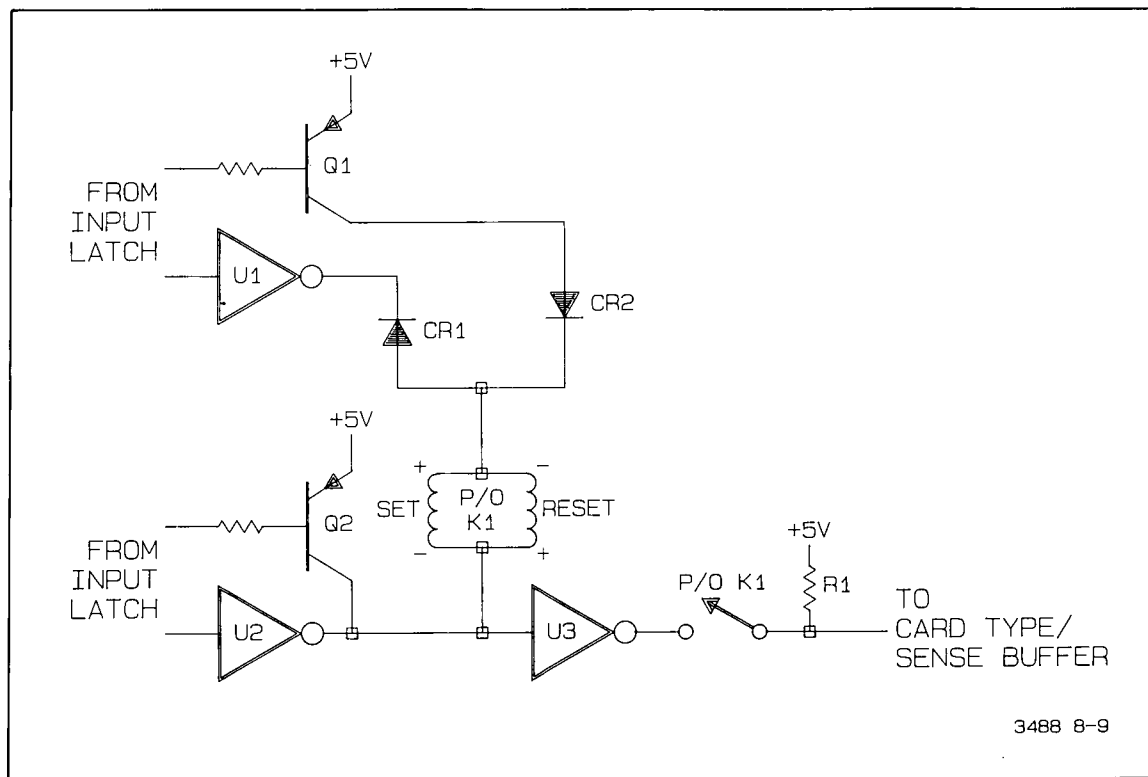 +5V
Q1
FROM
INPUT
LATCH
U1
CR1
CR2
+5V
+
-
SET
P/O
K1
RESET
-
+
Q2
FROM
INPUT
LATCH
U2
U3
P/O K1
+5V
R1
TO
CARD TYPE/
SENSE BUFFER
3488 8-9